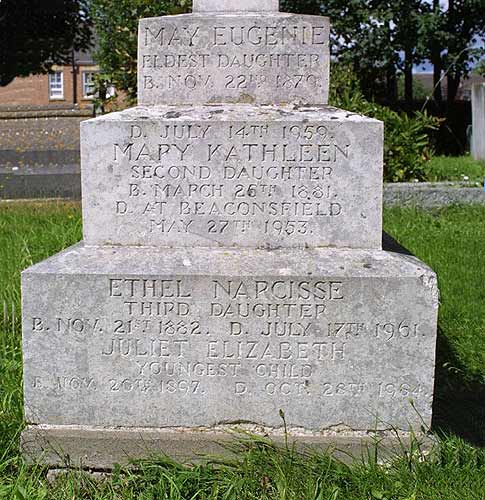 MAY EUGENIE
ELDEST DAUGHTER
B. NOV. 22ND 1879.
D. JULY 14TH 1959.
MARY KATHLEEN
SECOND DAUGHTER
B. MARCH 26TH 1881.
D. AT BEACONSFIELD
MAY 27TH 1953.
ETHEL NARCISSE
THIRD DAUGHTER
B. NOV. 21ST 1882. D. JULY 17TH 1961.
JULIET ELIZABETH
YOUNGEST CHILD
B. NOV. 26TH 1897. D. OCT. 28TH 1984.